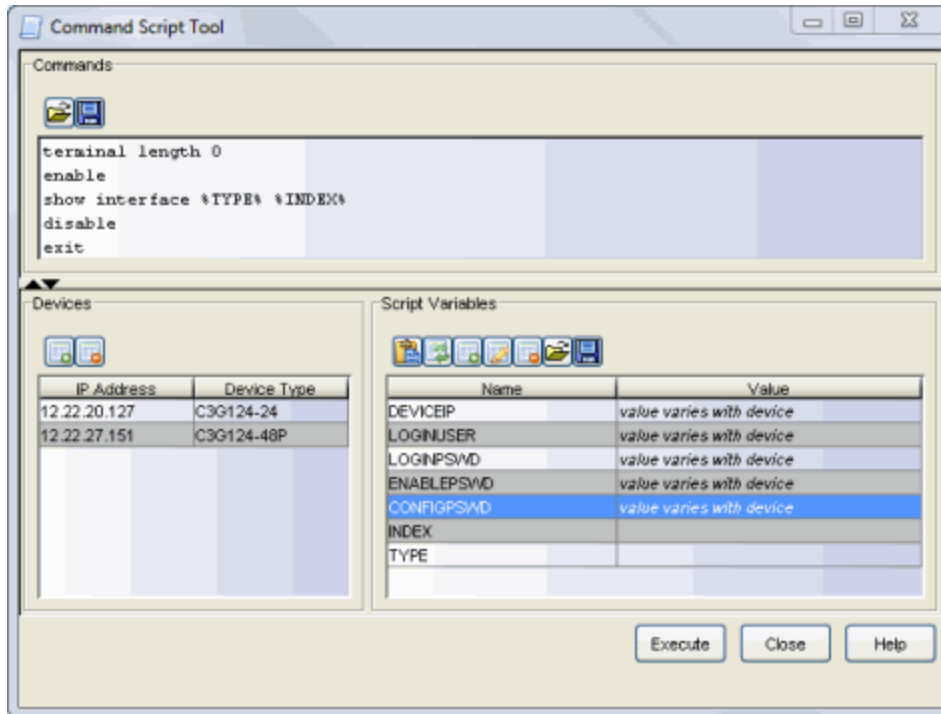 Command Script Tool
Commands
terminal length 0
enable
show interface %TYPE% %INDEX%
disable
exit
Devices
IP Address Device Type
12.22.20.127 C3G124-24
12.22.27.151 C3G124-48P
Script Variables
Name Value
DEVICEIP value varies with device
LOGINUSER value varies with device
LOGINPSWD value varies with device
ENABLEPSWD value varies with device
CONFIGPSWD value varies with device
INDEX
TYPE
Execute Close Help